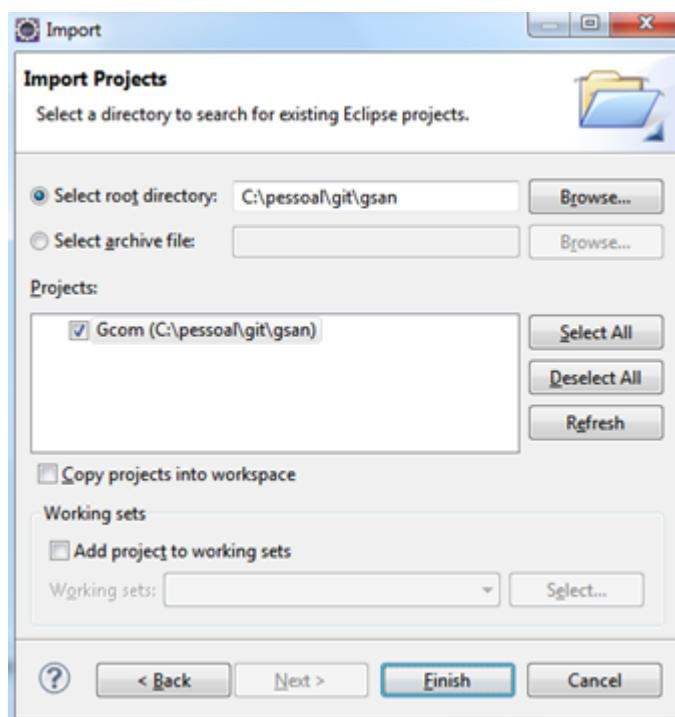 Import
Import Projects
Select a directory to search for existing Eclipse projects.
Select root directory: C:\pessoal\git\gsan Browse...
Select archive file: Browse...
Projects:
Gcom (C:\pessoal\git\gsan)
Select All
Deselect All
Refresh
Copy projects into workspace
Working sets
Add project to working sets
Working sets: Select...
? < Back Next > Finish Cancel